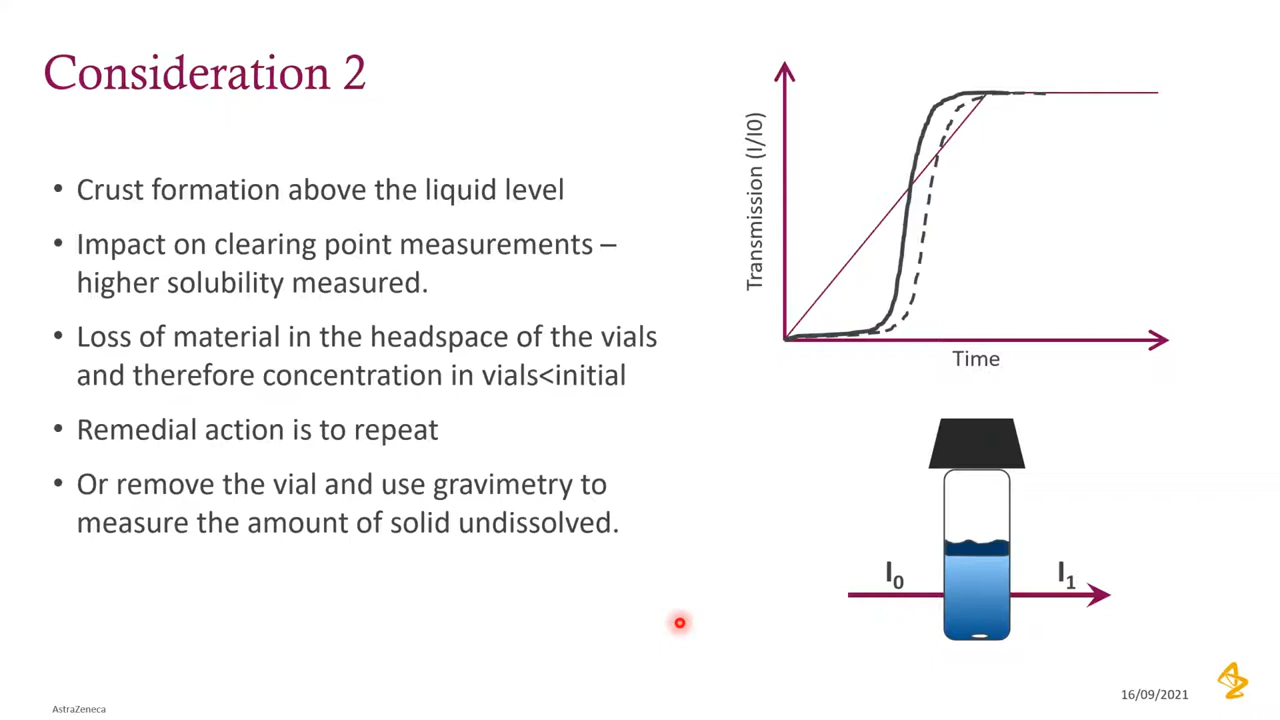 Consideration 2
• Crust formation above the liquid level
• Impact on clearing point measurements –
higher solubility measured.
• Loss of material in the headspace of the vials
and therefore concentration in vials<initial
• Remedial action is to repeat
• Or remove the vial and use gravimetry to
measure the amount of solid undissolved.
Transmission (I/I0)
Time
I0
I1
AstraZeneca
16/09/2021